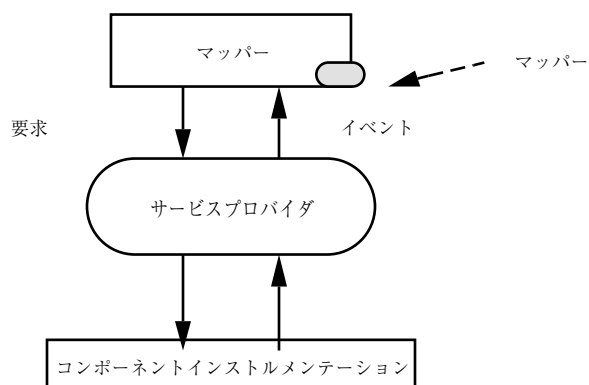 マッパー
マッパー
要求
イベント
サービスプロバイダ
コンポーネントインストルメンテーション